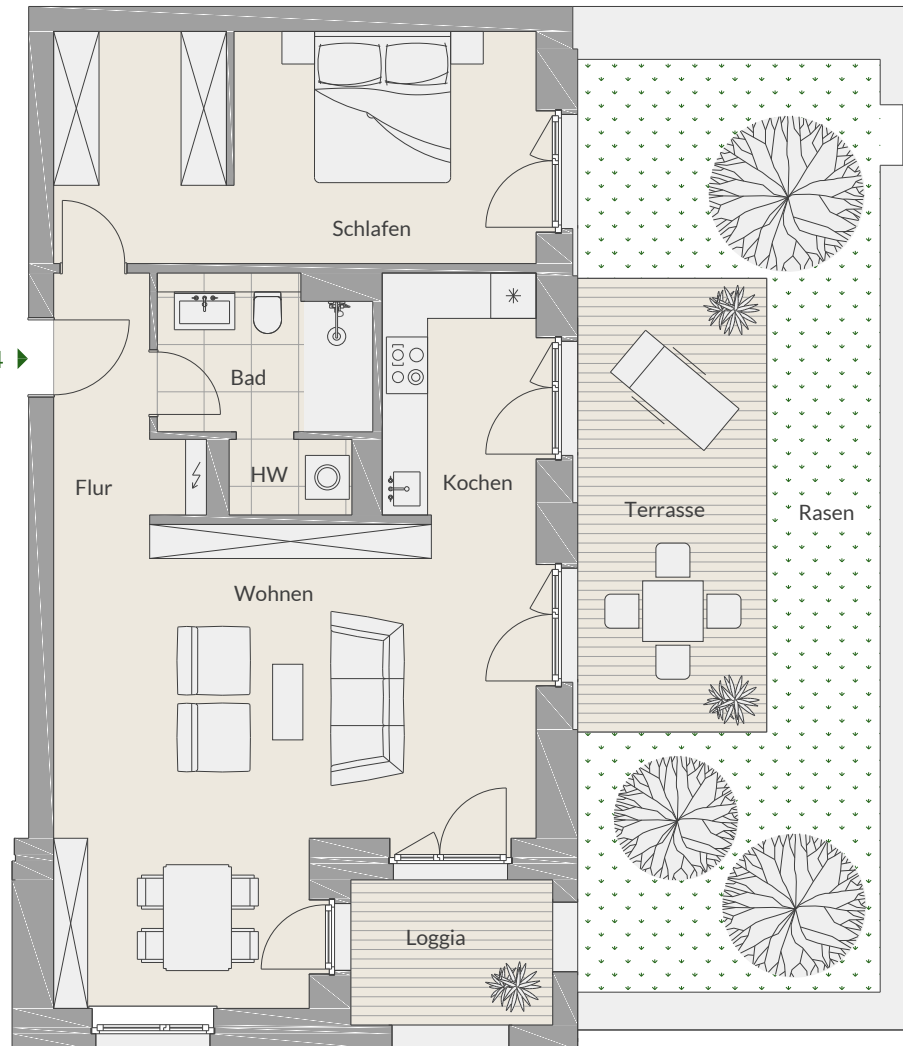 Schlafen
Bad
HW
Kochen
Flur
Terrasse
Rasen
Wohnen
Loggia